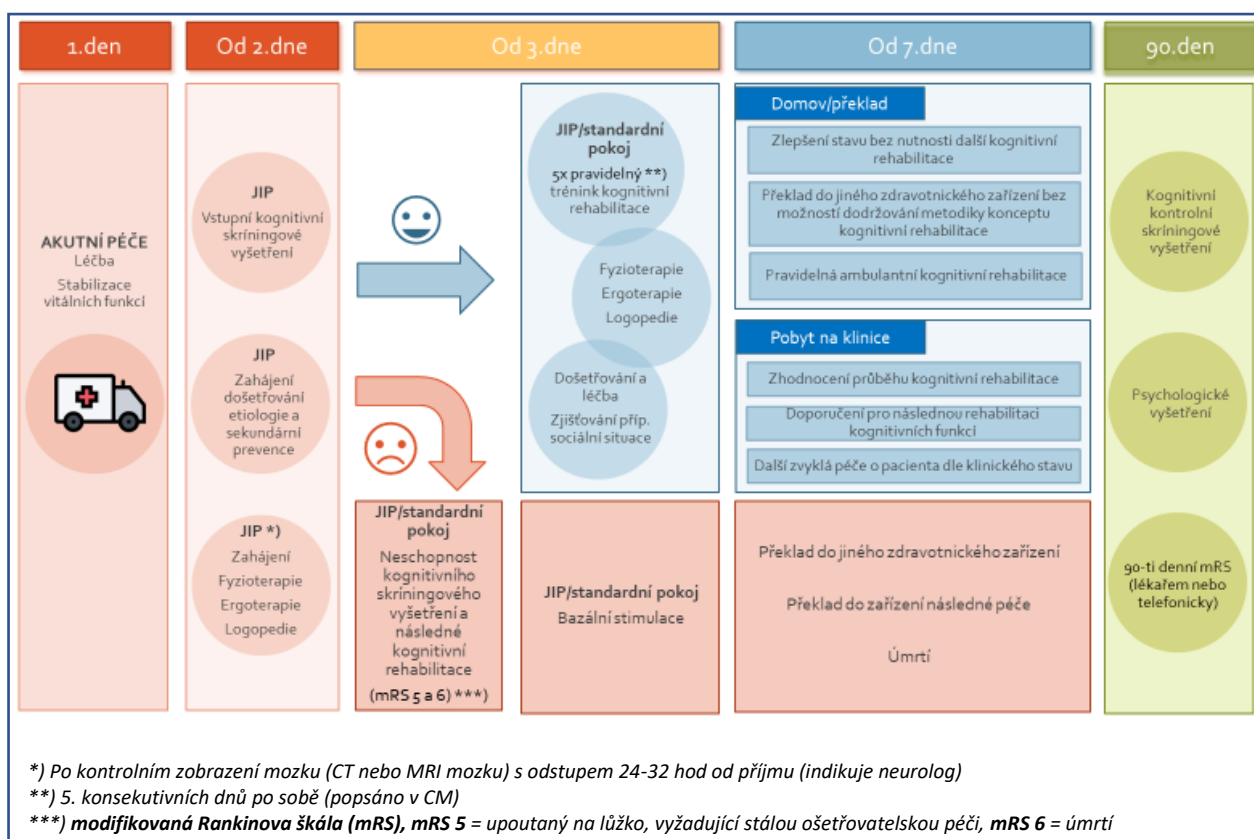 1.den
Od 2.dne
Od 3.dne
Od 7.dne
90.den
AKUTNÍ PÉČE
Léčba
Stabilizace
vitálních funkcí
JIP
Vstupní kognitivní
skríningové
vyšetření
JIP
Zahájení
došetřování
etiologie a
sekundární
prevence
JIP *)
Zahájení
Fyzioterapie
Ergoterapie
Logopedie
JIP/standardní
pokoj
Neschopnost
kognitivního
skríningového
vyšetření a
následné
kognitivní
rehabilitace
(mRS 5 a 6) ***)
JIP/standardní
pokoj
5x pravidelný **)
trénink kognitivní
rehabilitace
Fyzioterapie
Ergoterapie
Logopedie
Došetřování a
léčba
Zjišťování příp.
sociální situace
JIP/standardní pokoj
Bazální stimulace
Domov/překlad
Zlepšení stavu bez nutnosti další kognitivní
rehabilitace
Překlad do jiného zdravotnického zařízení bez
možností dodržování metodiky konceptu
kognitivní rehabilitace
Pravidelná ambulantní kognitivní rehabilitace
Pobyt na klinice
Zhodnocení průběhu kognitivní rehabilitace
Doporučení pro následnou rehabilitaci
kognitivních funkcí
Další zvyklá péče o pacienta dle klinického stavu
Překlad do jiného zdravotnického zařízení
Překlad do zařízení následné péče
Úmrtí
Kognitivní
kontrolní
skríningové
vyšetření
Psychologické
vyšetření
90-ti denní mRS
(lékařem nebo
telefonicky)
*) Po kontrolním zobrazení mozku (CT nebo MRI mozku) s odstupem 24-32 hod od příjmu (indikuje neurolog)
**) 5. konsekutivních dnů po sobě (popsáno v CM)
***) modifikovaná Rankinova škála (mRS), mRS 5 = upoutaný na lůžko, vyžadující stálou ošetřovatelskou péči, mRS 6 = úmrtí